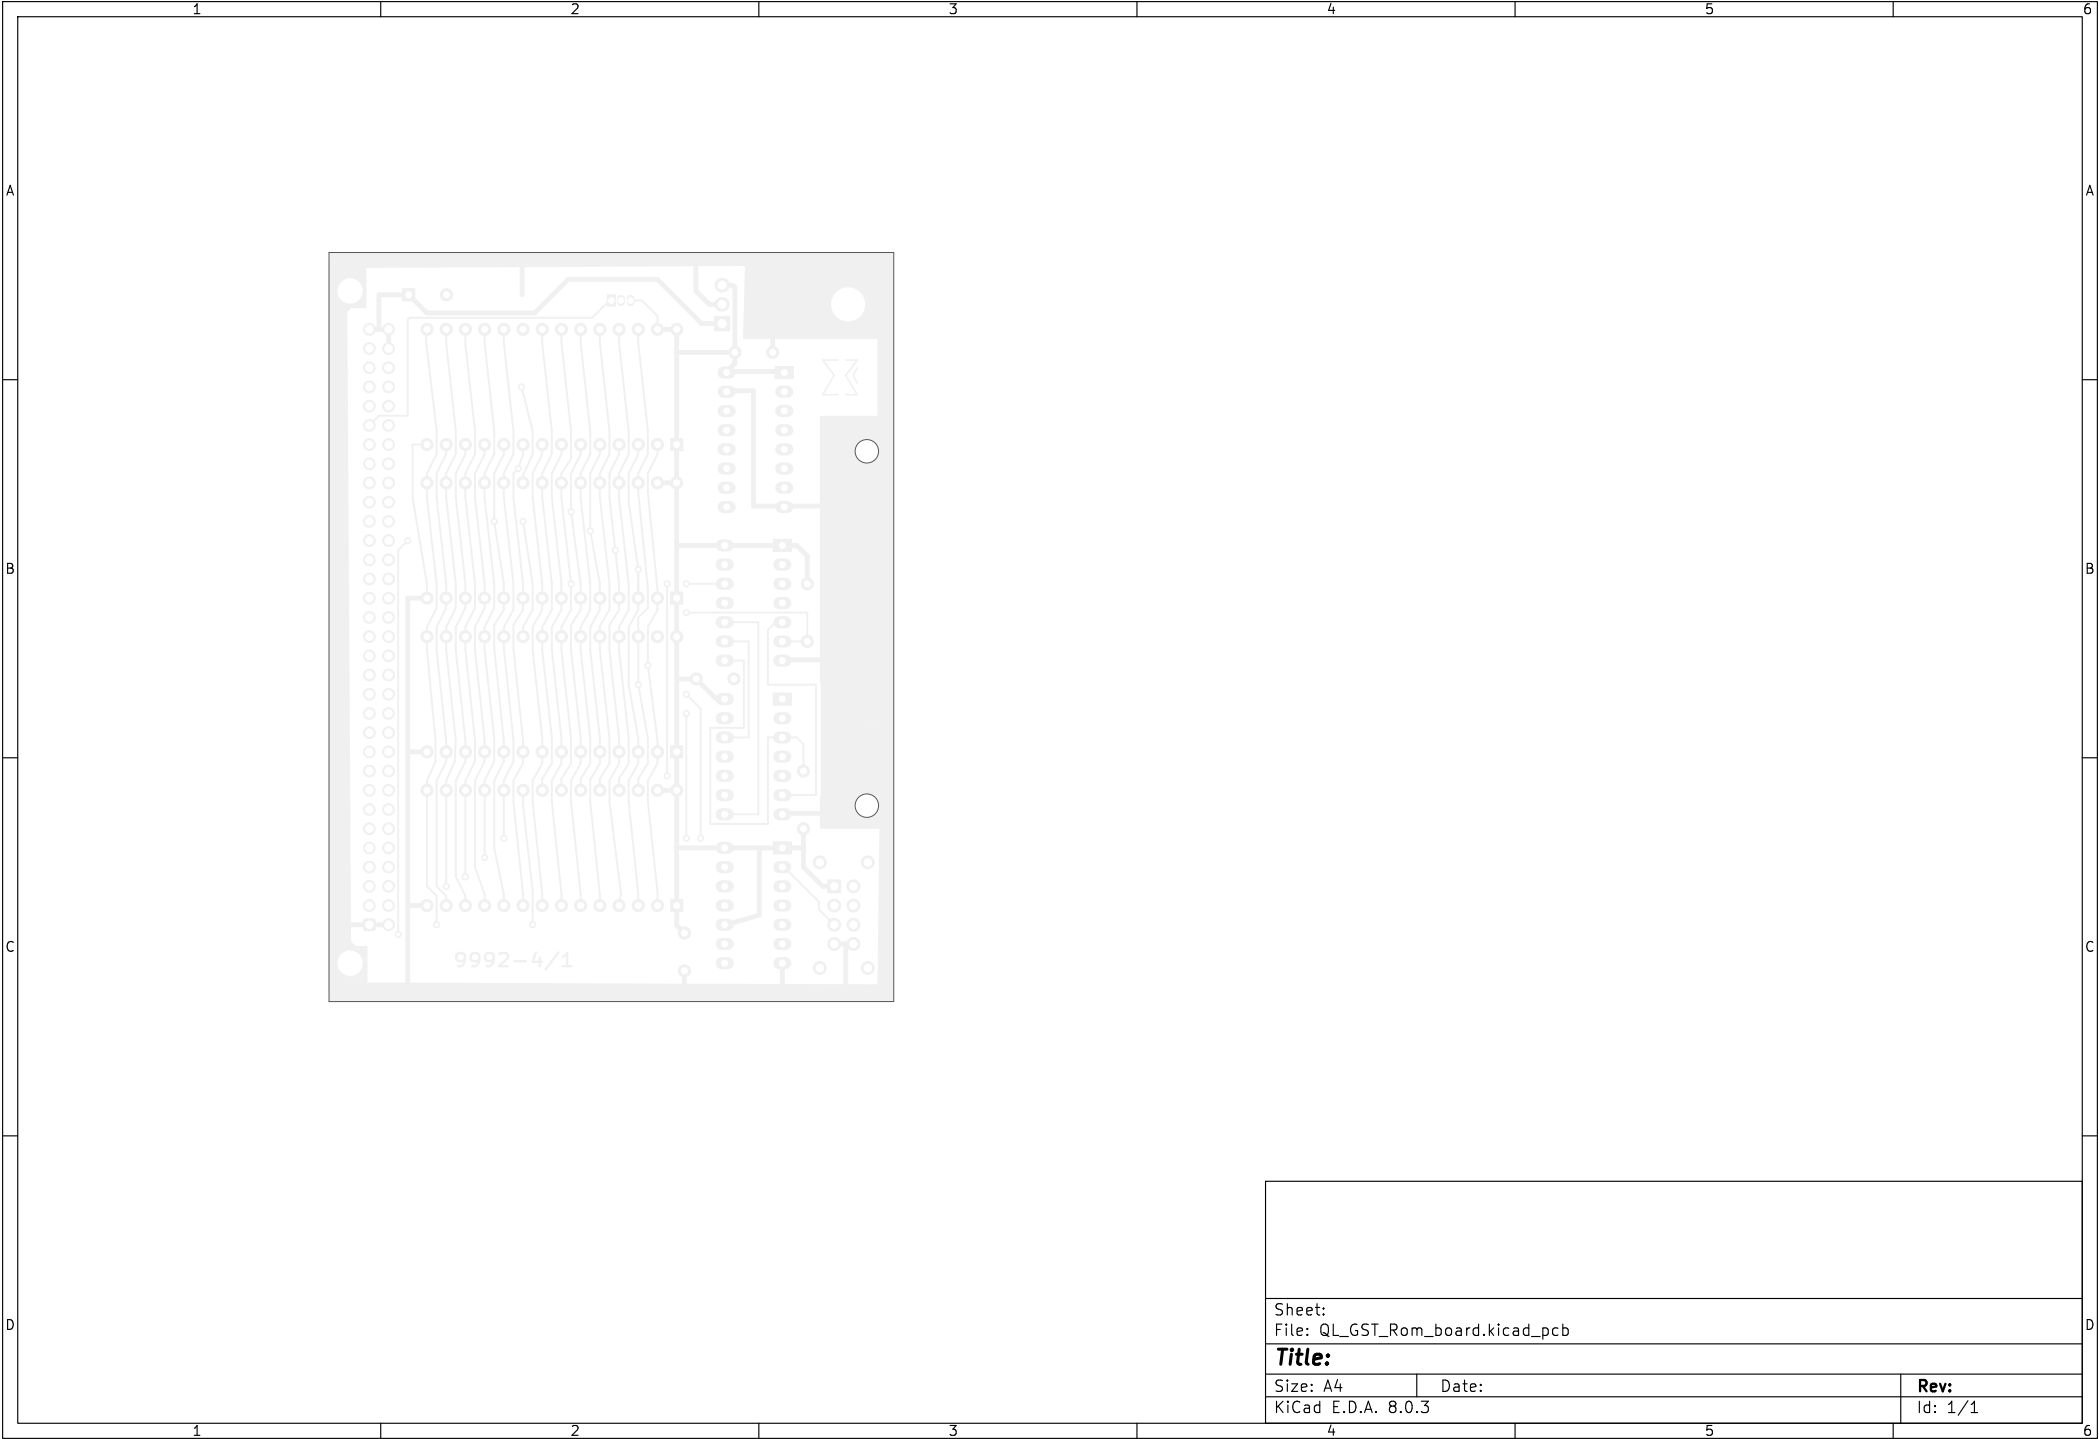 1 2 3 4 5 6
A A
B B
9992-4/1
C C
Sheet:
File: QL_GST_Rom_board.kicad_pcb
D D
Title:
Size: A4 Date: Rev:
KiCad E.D.A. 8.0.3 Id: 1/1
1 2 3 4 5 6